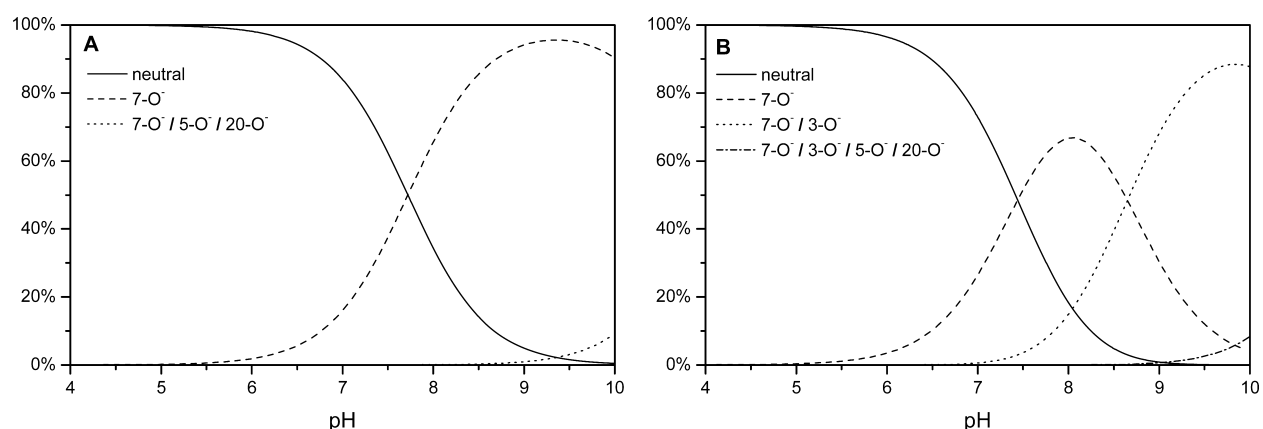 A
neutral
7-O⁻
7-O⁻ / 5-O⁻ / 20-O⁻
100%
80%
60%
40%
20%
0%
4 5 6 7 8 9 10
pH
B
neutral
7-O⁻
7-O⁻ / 3-O⁻
7-O⁻ / 3-O⁻ / 5-O⁻ / 20-O⁻
100%
80%
60%
40%
20%
0%
4 5 6 7 8 9 10
pH